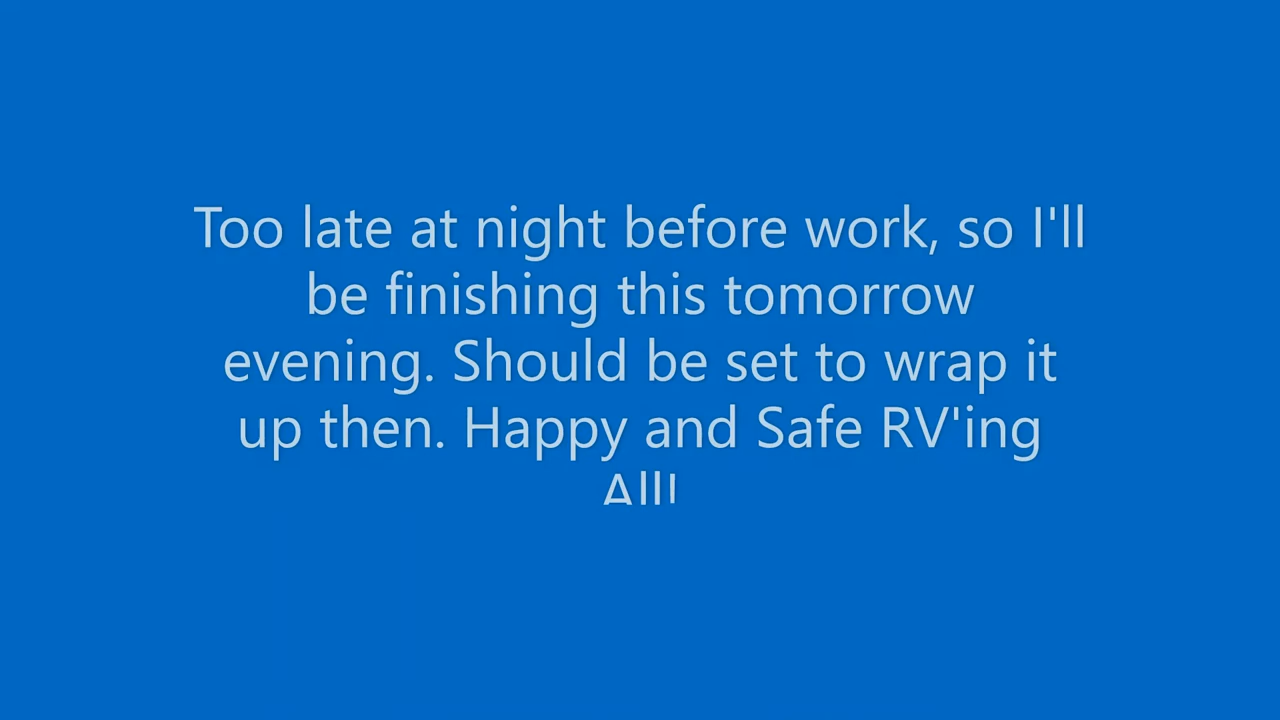 Too late at night before work, so I'll
be finishing this tomorrow
evening. Should be set to wrap it
up then. Happy and Safe RV'ing
All!